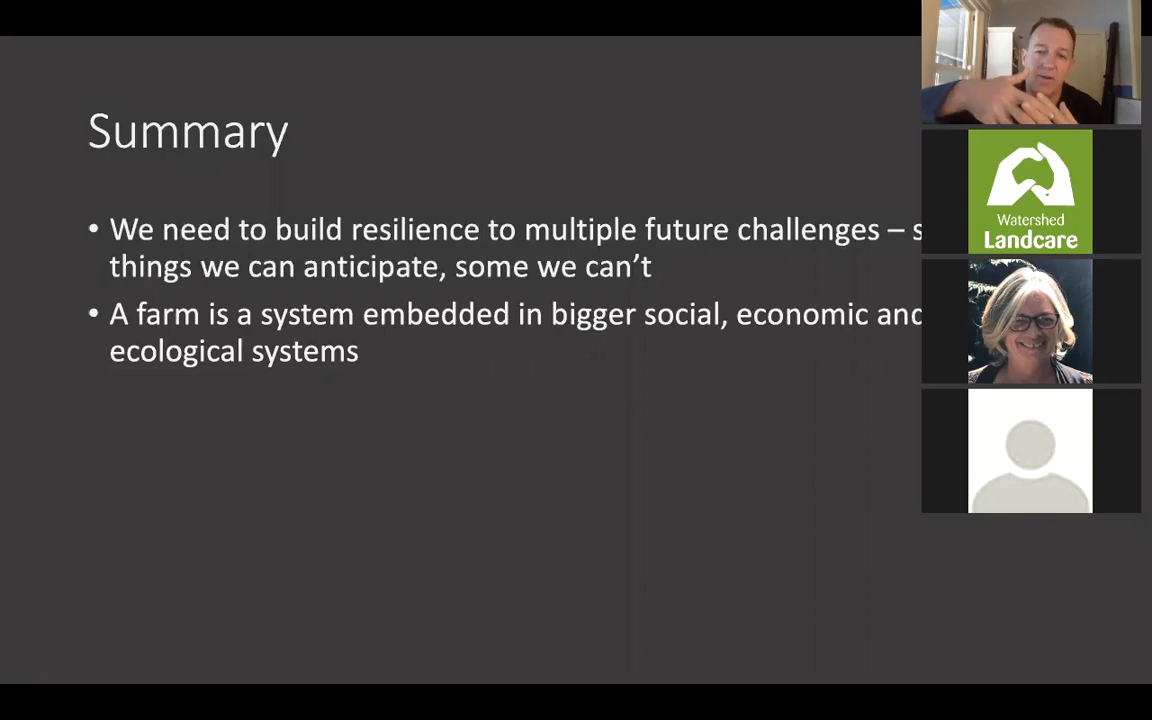 Summary
• We need to build resilience to multiple future challenges –
things we can anticipate, some we can’t
• A farm is a system embedded in bigger social, economic and
ecological systems
Watershed
Landcare